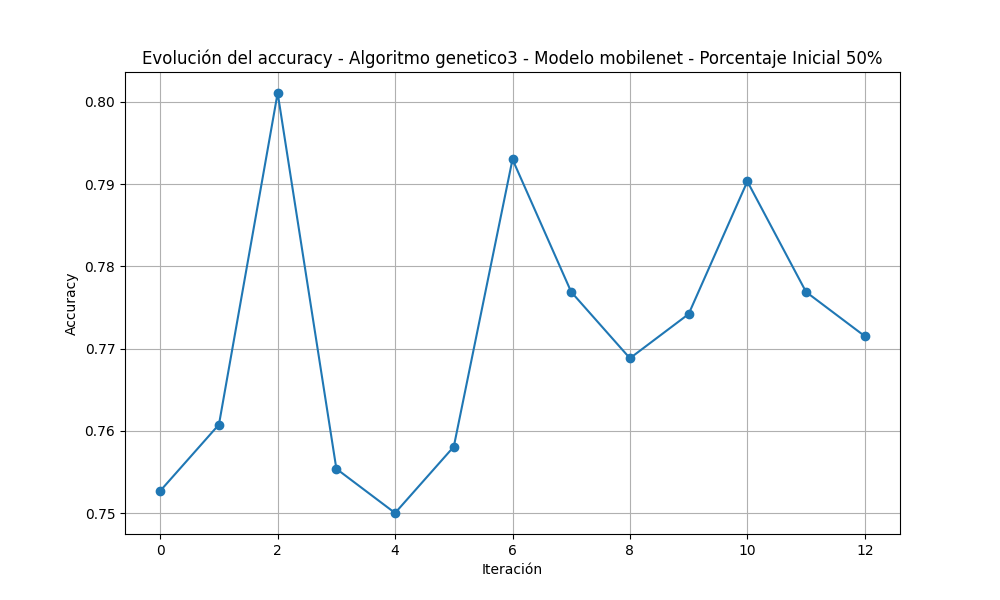 Evolución del accuracy - Algoritmo genetico3 - Modelo mobilenet - Porcentaje Inicial 50%
Accuracy
0.80
0.79
0.78
0.77
0.76
0.75
0 2 4 6 8 10 12
Iteración